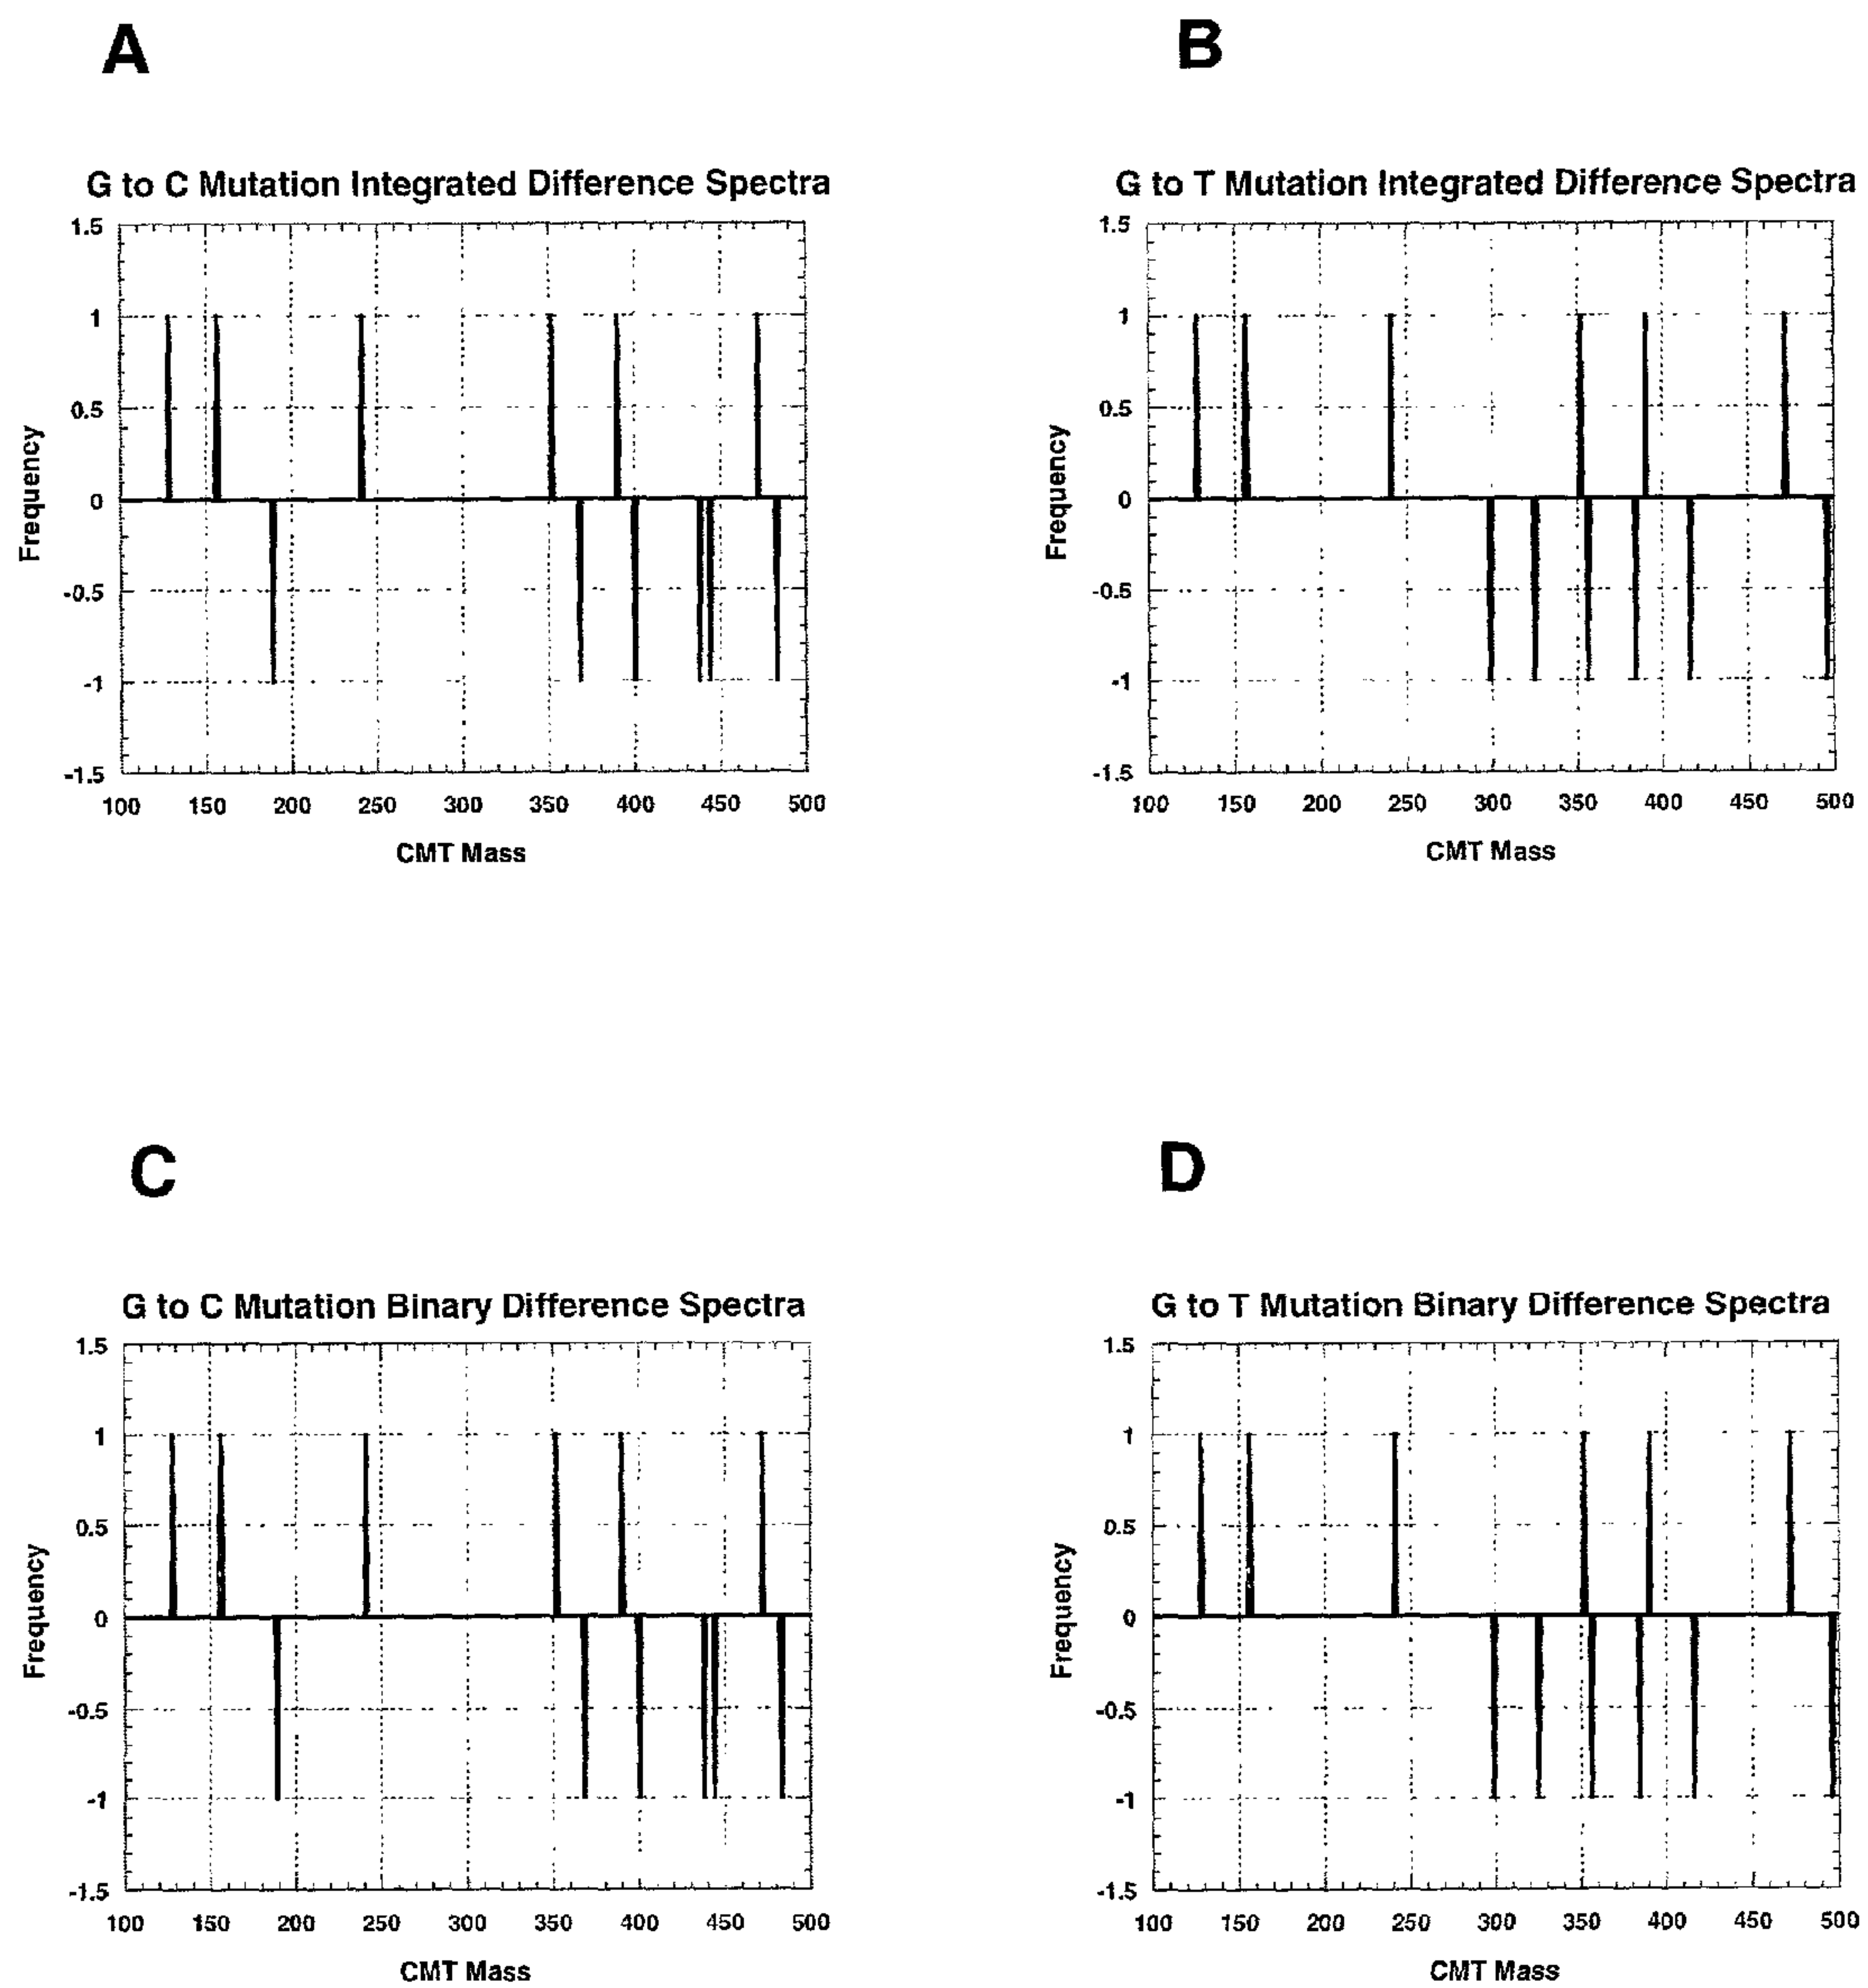 A
B
G to C Mutation Integrated Difference Spectra
1.5
1
0.5
0
-0.5
-1
-1.5
Frequency
100 150 200 250 300 350 400 450 500
CMT Mass
G to T Mutation Integrated Difference Spectra
1.5
1
0.5
0
-0.5
-1
-1.5
Frequency
100 150 200 250 300 350 400 450 500
CMT Mass
C
D
G to C Mutation Binary Difference Spectra
1.5
1
0.5
0
-0.5
-1
-1.5
Frequency
100 150 200 250 300 350 400 450 500
CMT Mass
G to T Mutation Binary Difference Spectra
1.5
1
0.5
0
-0.5
-1
-1.5
Frequency
100 150 200 250 300 350 400 450 500
CMT Mass